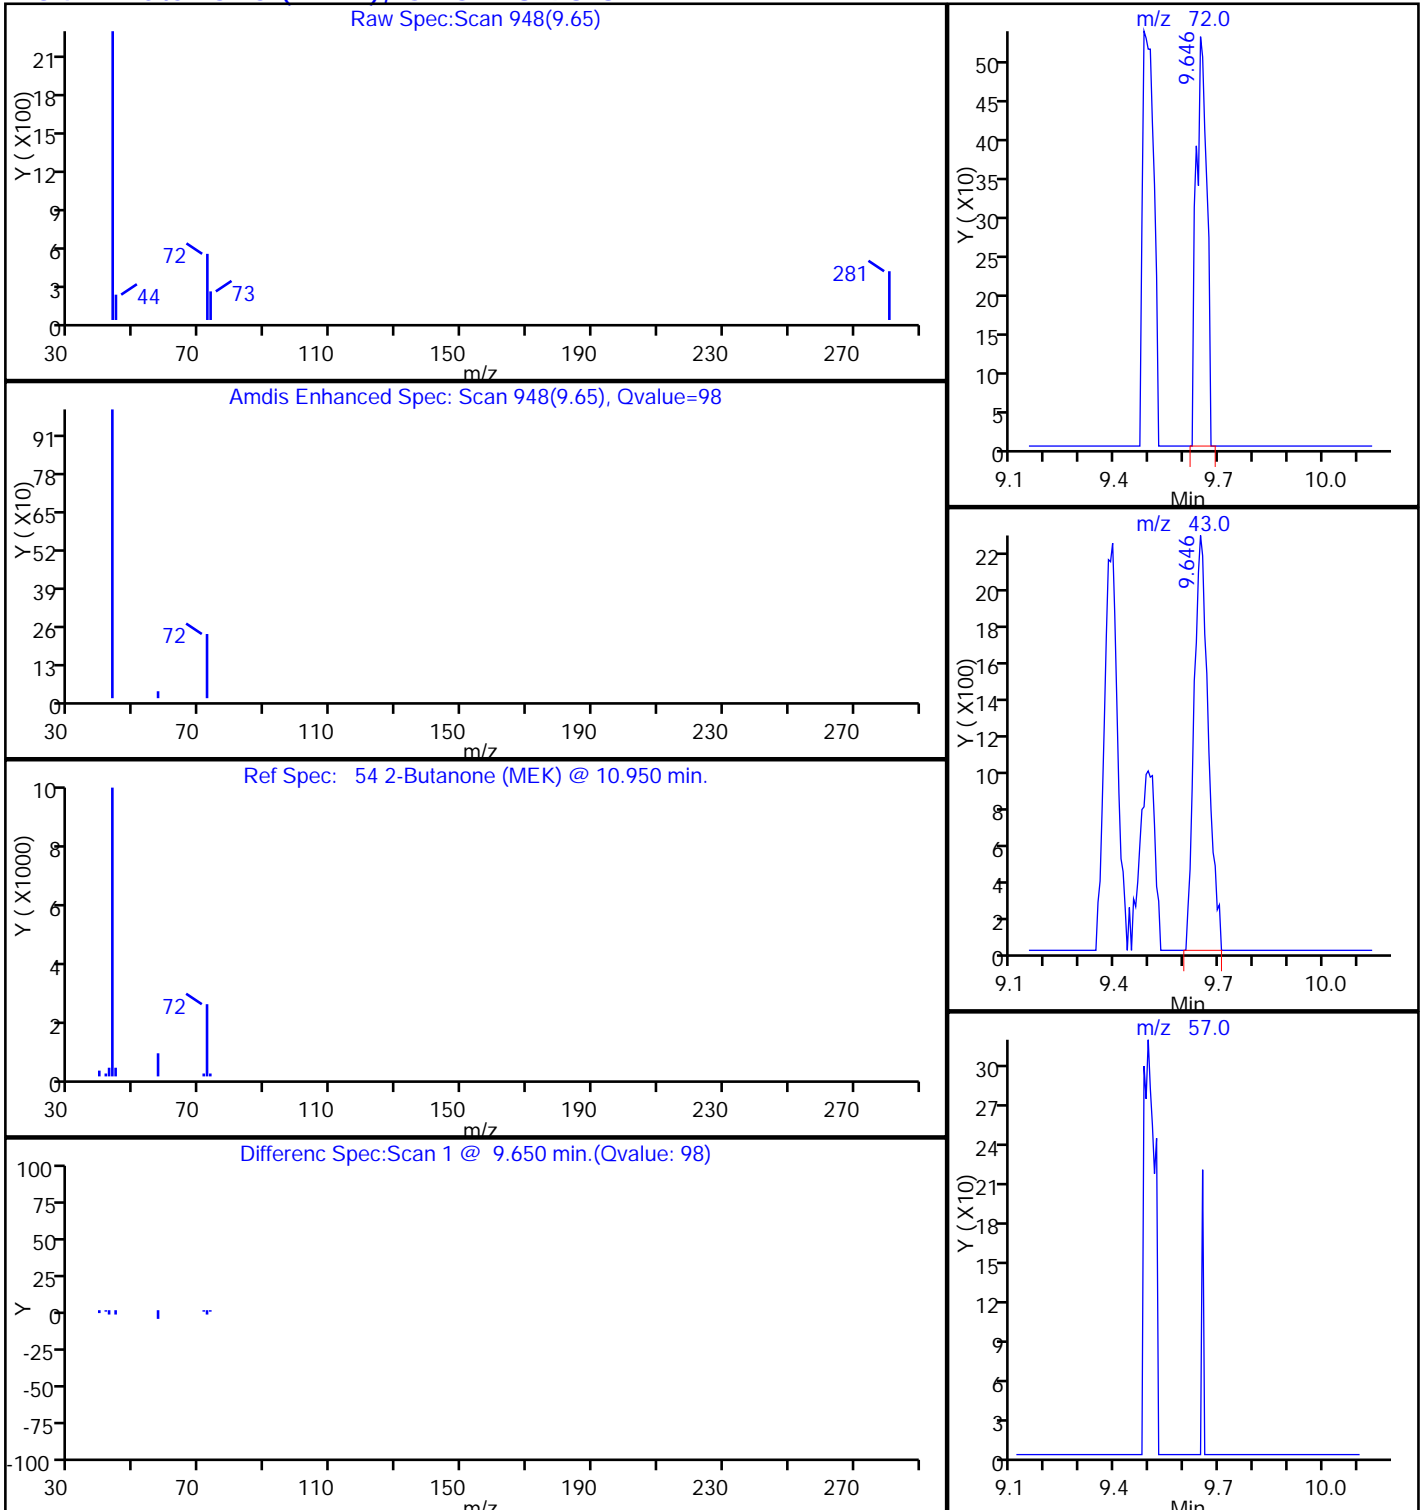 Raw Spec:Scan 948(9.65)
Y ( X100)
21
18
15
12
9
6
3
0
72
44
73
281
30 70 110 150 190 230 270
m/z
Amdis Enhanced Spec: Scan 948(9.65), Qvalue=98
Y ( X10)
91
78
65
52
39
26
13
0
72
30 70 110 150 190 230 270
m/z
Ref Spec: 54 2-Butanone (MEK) @ 10.950 min.
Y ( X1000)
10
8
6
4
2
0
72
30 70 110 150 190 230 270
m/z
Differenc Spec:Scan 1 @ 9.650 min.(Qvalue: 98)
Y
100
75
50
25
0
-25
-50
-75
-100
30 70 110 150 190 230 270
m/z
m/z 72.0
Y ( X10)
50
45
40
35
30
25
20
15
10
5
0
9.646
9.1 9.4 9.7 10.0
Min
m/z 43.0
Y ( X100)
22
20
18
16
14
12
10
8
6
4
2
0
9.646
9.1 9.4 9.7 10.0
Min
m/z 57.0
Y ( X10)
30
27
24
21
18
15
12
9
6
3
0
9.1 9.4 9.7 10.0
Min